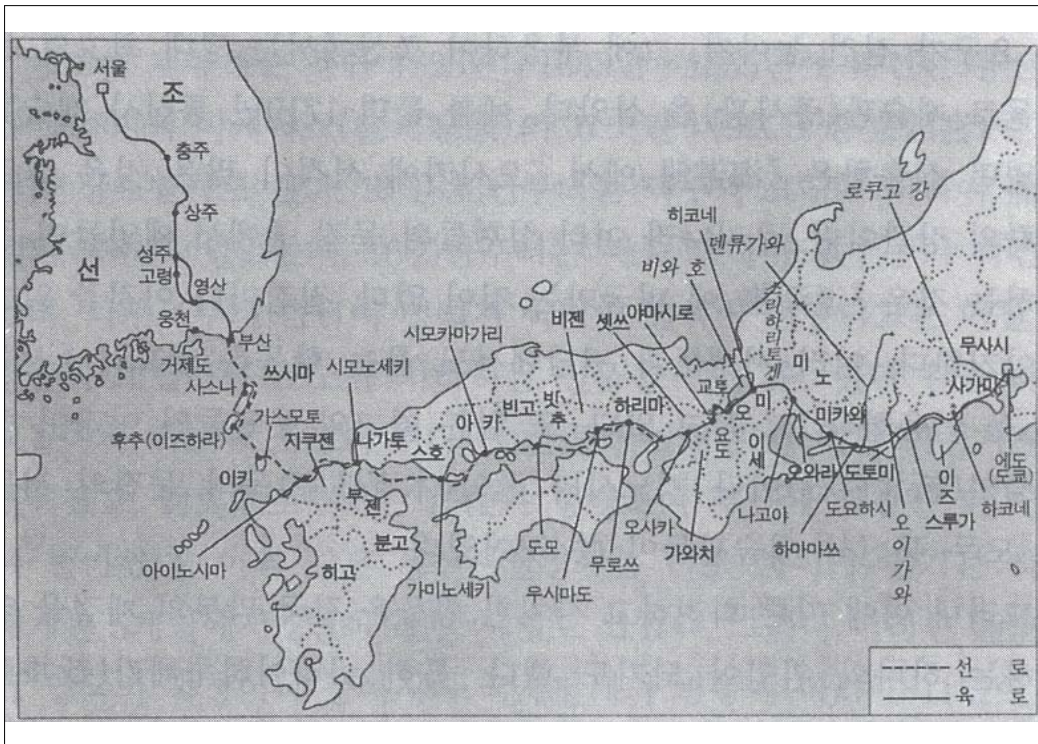 서울
조
선
충주
상주
성주
고령
영산
웅천
부산
거제도
사스나
쓰시마
가스모토
후추(이즈하라)
이키
지쿠젠
아이노시마
시모노세키
나가토
부젠
분고
히고
스호
가미노세키
시모카마가리
아카
빈고
빗추
비젠
도모
우시마도
무로쓰
하리마
셋쓰
야마시로
오사카
가와치
교토
요도
비와 호
히코네
오미
이세
스리하리토겐
미노
나고야
오와리
미카와
도토미
도요하시
하마마쓰
덴류가와
오이가와
스루가
이즈
하코네
사가미
무사시
에도
(도쿄)
로쿠고 강
선 로
육 로